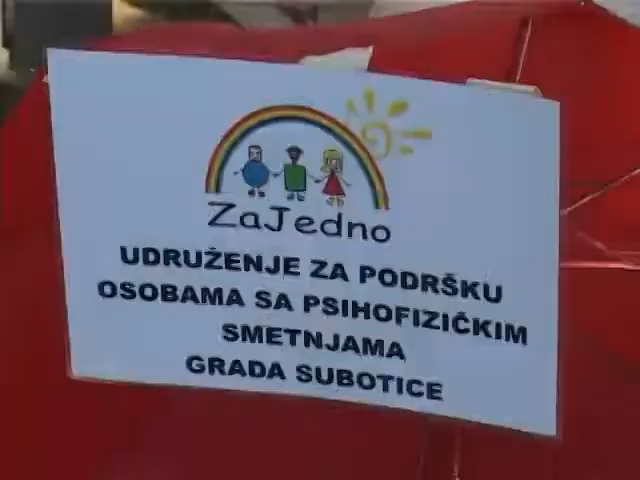 ZaJedno
UDRUŽENJE ZA PODRŠKU
OSOBAMA SA PSIHOFIZIČKIM
SMETNJAMA
GRADA SUBOTICE